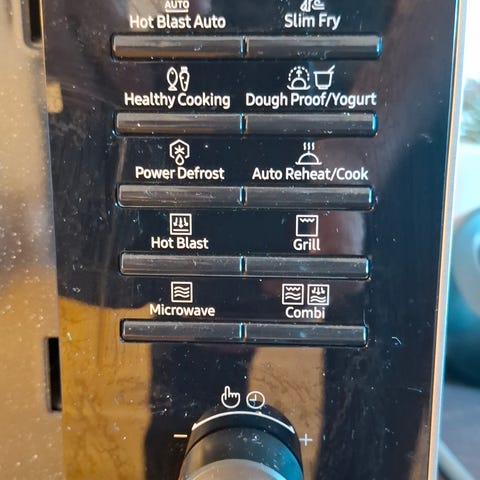 AUTO
Hot Blast Auto Slim Fry
Healthy Cooking Dough Proof/Yogurt
Power Defrost Auto Reheat/Cook
Hot Blast Grill
Microwave Combi
− +